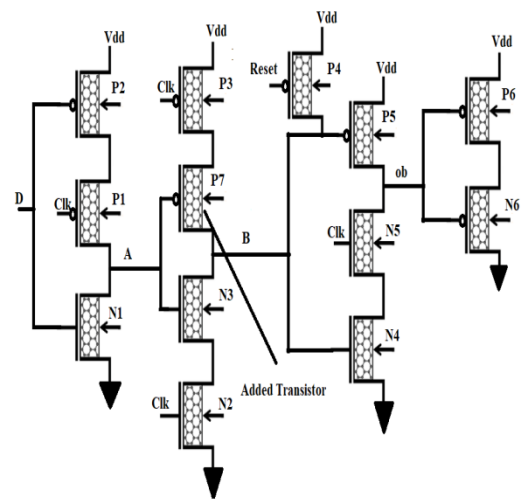 Vdd
Vdd
Vdd
Vdd
Vdd
P2
Clk
P3
Reset
P4
P5
P6
D
Clk
P1
P7
ob
A
B
Clk
N5
N6
N1
N3
N4
Clk
N2
Added Transistor